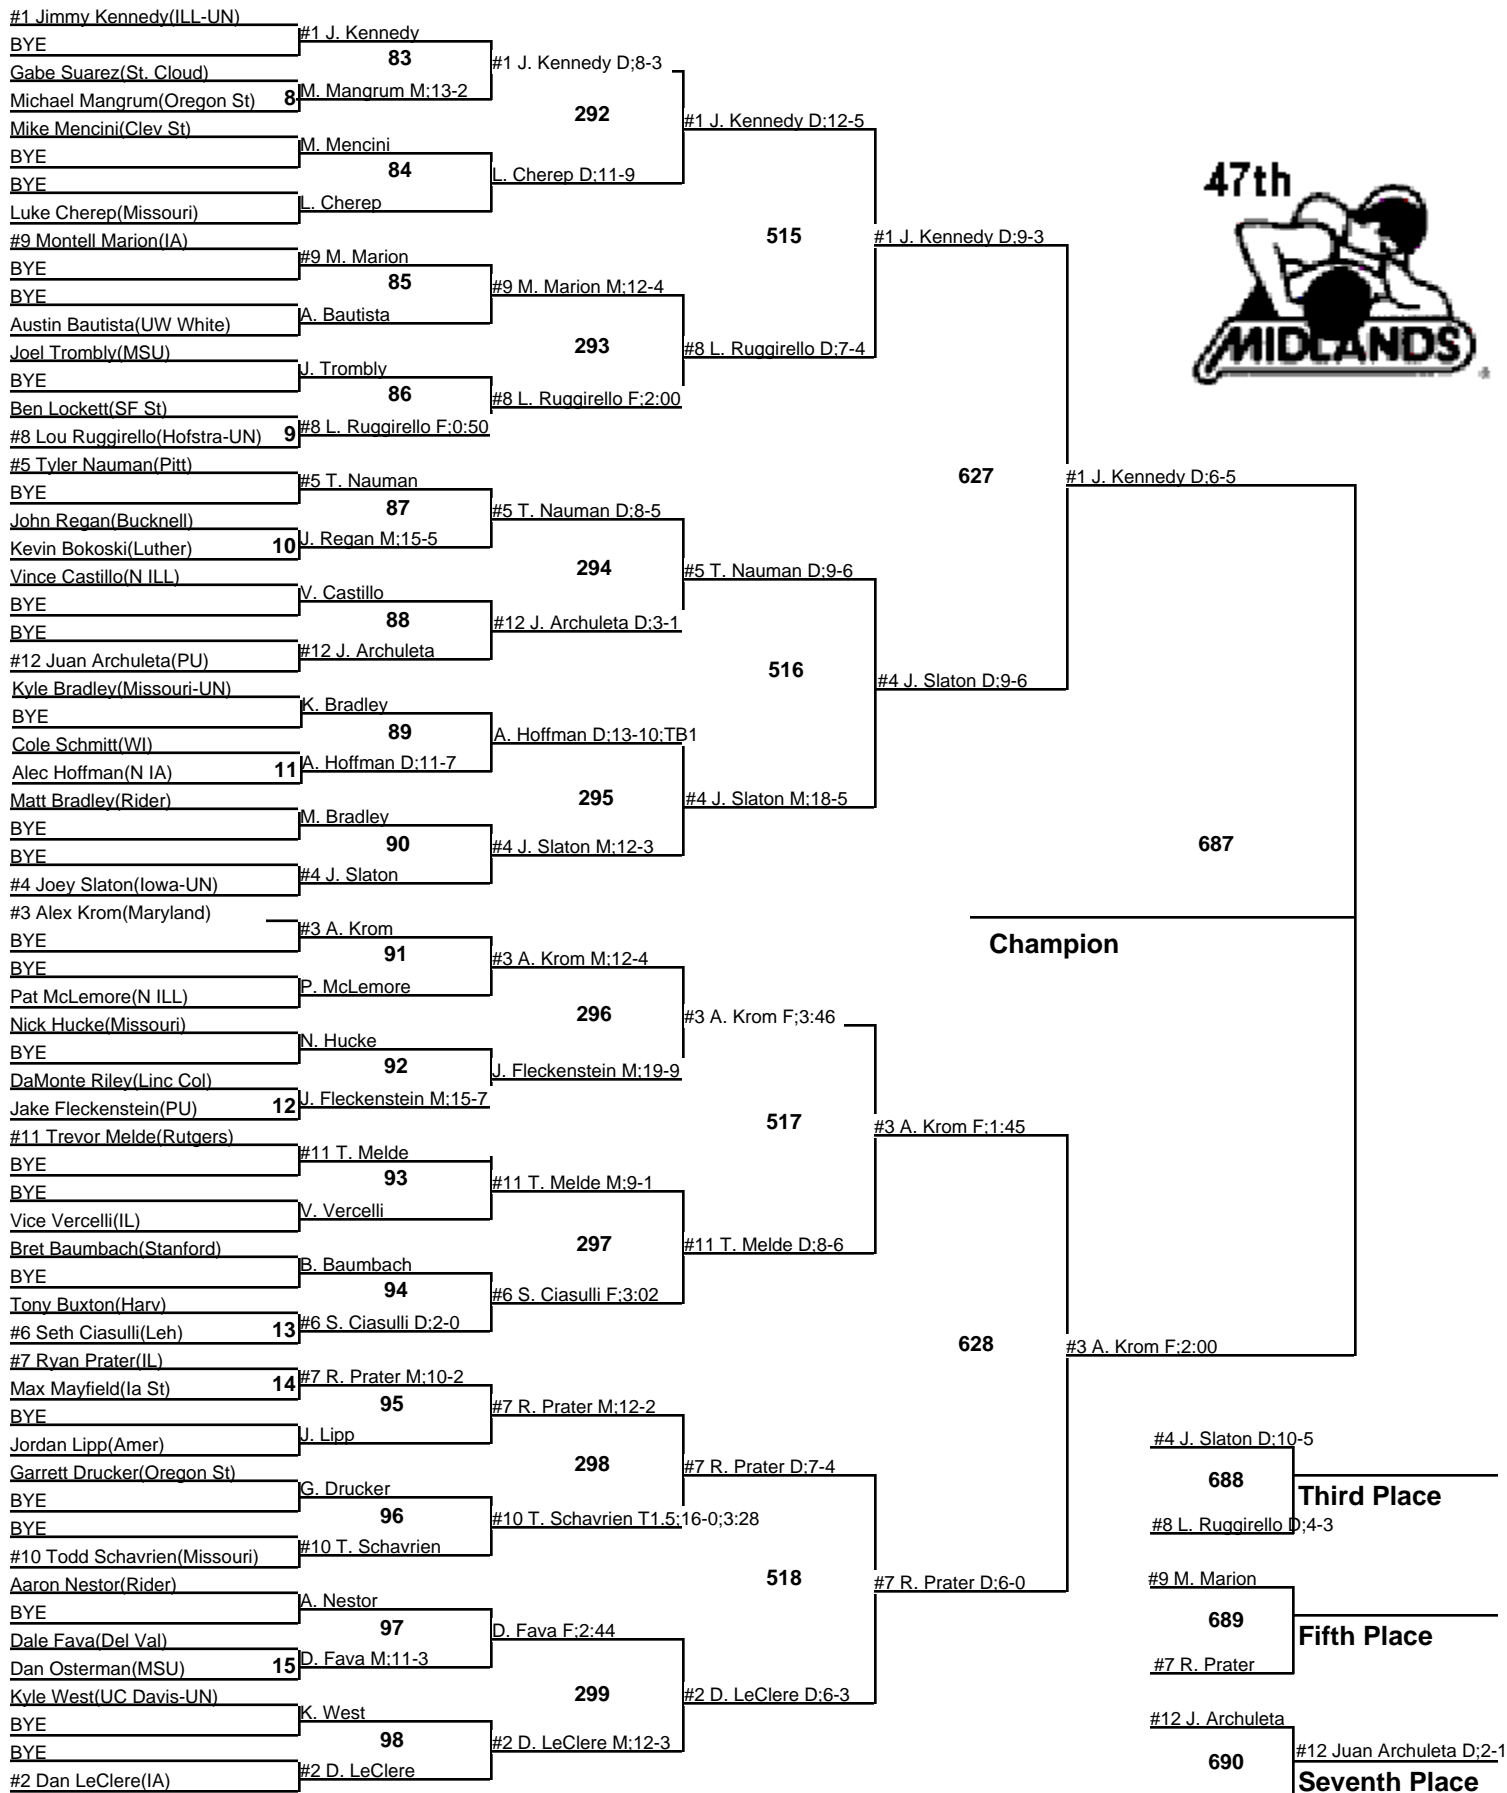 #1 Jimmy Kennedy(ILL-UN)
BYE
Gabe Suarez(St. Cloud)
Michael Mangrum(Oregon St) 8
Mike Mencini(Clev St)
BYE
BYE
Luke Cherep(Missouri)
#9 Montell Marion(IA)
BYE
BYE
Austin Bautista(UW White)
Joel Trombly(MSU)
BYE
Ben Lockett(SF St)
#8 Lou Ruggirello(Hofstra-UN) 9
#5 Tyler Nauman(Pitt)
BYE
John Regan(Bucknell)
Kevin Bokoski(Luther) 10
Vince Castillo(N ILL)
BYE
BYE
#12 Juan Archuleta(PU)
Kyle Bradley(Missouri-UN)
BYE
Cole Schmitt(WI)
Alec Hoffman(N IA) 11
Matt Bradley(Rider)
BYE
BYE
#4 Joey Slaton(Iowa-UN)
#3 Alex Krom(Maryland)
BYE
BYE
Pat McLemore(N ILL)
Nick Hucke(Missouri)
BYE
DaMonte Riley(Linc Col)
Jake Fleckenstein(PU) 12
#11 Trevor Melde(Rutgers)
BYE
BYE
Vice Vercelli(IL)
Bret Baumbach(Stanford)
BYE
Tony Buxton(Harv)
#6 Seth Ciasulli(Leh) 13
#7 Ryan Prater(IL)
Max Mayfield(Ia St) 14
BYE
Jordan Lipp(Amer)
Garrett Drucker(Oregon St)
BYE
BYE
#10 Todd Schavrien(Missouri)
Aaron Nestor(Rider)
BYE
Dale Fava(Del Val)
Dan Osterman(MSU) 15
Kyle West(UC Davis-UN)
BYE
BYE
#2 Dan LeClere(IA)
#1 J. Kennedy
83
M. Mangrum M;13-2
M. Mencini
84
L. Cherep
#9 M. Marion
85
A. Bautista
J. Trombly
86
#8 L. Ruggirello F;0:50
#5 T. Nauman
87
J. Regan M;15-5
V. Castillo
88
#12 J. Archuleta
K. Bradley
89
A. Hoffman D;11-7
M. Bradley
90
#4 J. Slaton
#3 A. Krom
91
P. McLemore
N. Hucke
92
J. Fleckenstein M;15-7
#11 T. Melde
93
V. Vercelli
B. Baumbach
94
#6 S. Ciasulli D;2-0
#7 R. Prater M;10-2
95
J. Lipp
G. Drucker
96
#10 T. Schavrien
A. Nestor
97
D. Fava M;11-3
K. West
98
#2 D. LeClere
#1 J. Kennedy D;8-3
292
L. Cherep D;11-9
#9 M. Marion M;12-4
293
#8 L. Ruggirello F;2:00
#5 T. Nauman D;8-5
294
#12 J. Archuleta D;3-1
A. Hoffman D;13-10;TB1
295
#4 J. Slaton M;12-3
#3 A. Krom M;12-4
296
J. Fleckenstein M;19-9
#11 T. Melde M;9-1
297
#6 S. Ciasulli F;3:02
#7 R. Prater M;12-2
298
#10 T. Schavrien T1.5;16-0;3:28
D. Fava F;2:44
299
#2 D. LeClere M;12-3
#1 J. Kennedy D;12-5
515
#8 L. Ruggirello D;7-4
#5 T. Nauman D;9-6
516
#4 J. Slaton M;18-5
#3 A. Krom F;3:46
517
#11 T. Melde D;8-6
#7 R. Prater D;7-4
518
#2 D. LeClere D;6-3
#1 J. Kennedy D;9-3
627
#4 J. Slaton D;9-6
#3 A. Krom F;1:45
628
#7 R. Prater D;6-0
#1 J. Kennedy D;6-5
687
#3 A. Krom F;2:00
Champion
47th
MIDLANDS
#4 J. Slaton D;10-5
688
Third Place
#8 L. Ruggirello D;4-3
#9 M. Marion
689
Fifth Place
#7 R. Prater
#12 J. Archuleta
690
#12 Juan Archuleta D;2-1
Seventh Place